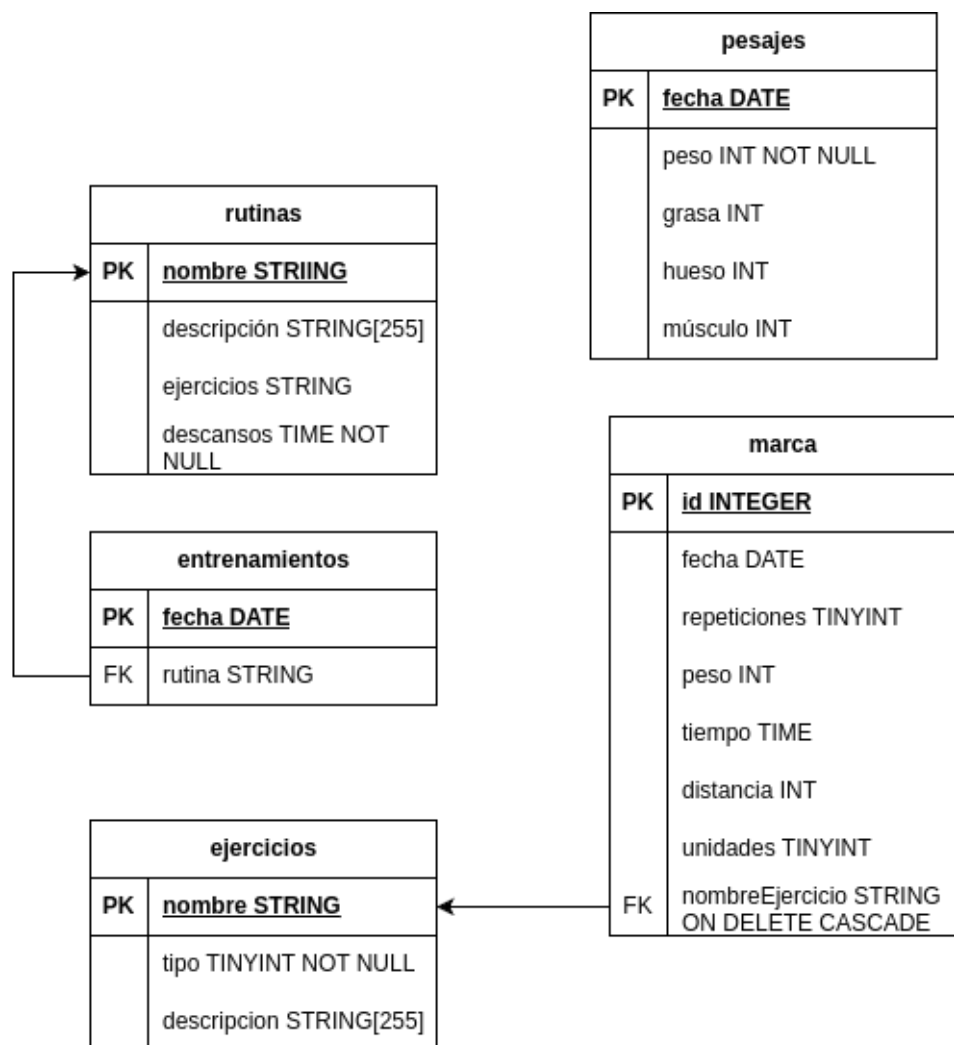 pesajes
PK fecha DATE
peso INT NOT NULL
grasa INT
hueso INT
músculo INT
rutinas
PK nombre STRIING
descripción STRING[255]
ejercicios STRING
descansos TIME NOT
NULL
entrenamientos
PK fecha DATE
FK rutina STRING
marca
PK id INTEGER
fecha DATE
repeticiones TINYINT
peso INT
tiempo TIME
distancia INT
unidades TINYINT
FK nombreEjercicio STRING
ON DELETE CASCADE
ejercicios
PK nombre STRING
tipo TINYINT NOT NULL
descripcion STRING[255]